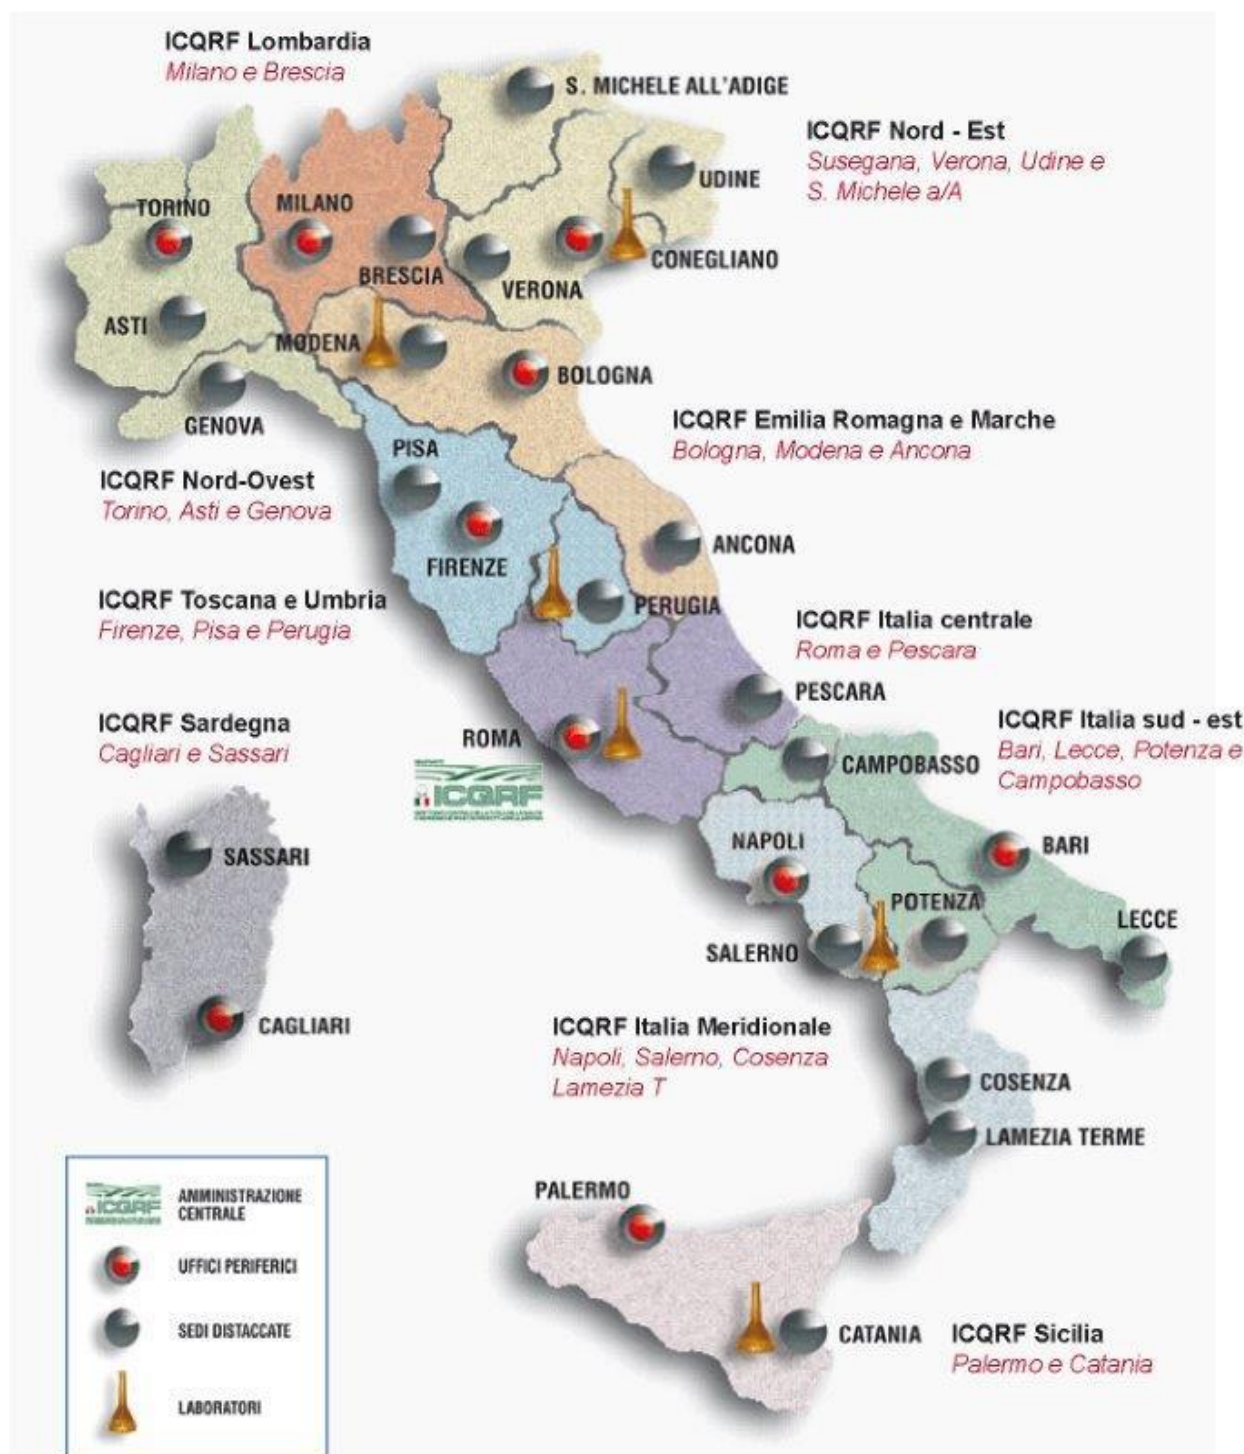 ICQRF Lombardia
Milano e Brescia
S. MICHELE ALL'ADIGE
ICQRF Nord - Est
Susegana, Verona, Udine e
S. Michele a/A
UDINE
TORINO
MILANO
CONEGLIANO
BRESCIA
VERONA
ASTI
MODENA
BOLOGNA
GENOVA
ICQRF Emilia Romagna e Marche
Bologna, Modena e Ancona
PISA
ICQRF Nord-Ovest
Torino, Asti e Genova
ANCONA
FIRENZE
ICQRF Toscana e Umbria
Firenze, Pisa e Perugia
PERUGIA
ICQRF Italia centrale
Roma e Pescara
PESCARA
ICQRF Sardegna
Cagliari e Sassari
ROMA
ICQRF Italia sud - est
Bari, Lecce, Potenza e
Campobasso
CAMPOBASSO
ICQRF
NAPOLI
BARI
SASSARI
POTENZA
LECCE
SALERNO
CAGLIARI
ICQRF Italia Meridionale
Napoli, Salerno, Cosenza
Lamezia T
COSENZA
LAMEZIA TERME
PALERMO
CATANIA
ICQRF Sicilia
Palermo e Catania
ICQRF
AMMINISTRAZIONE
CENTRALE
UFFICI PERIFERICI
SEDI DISTACCATE
LABORATORI